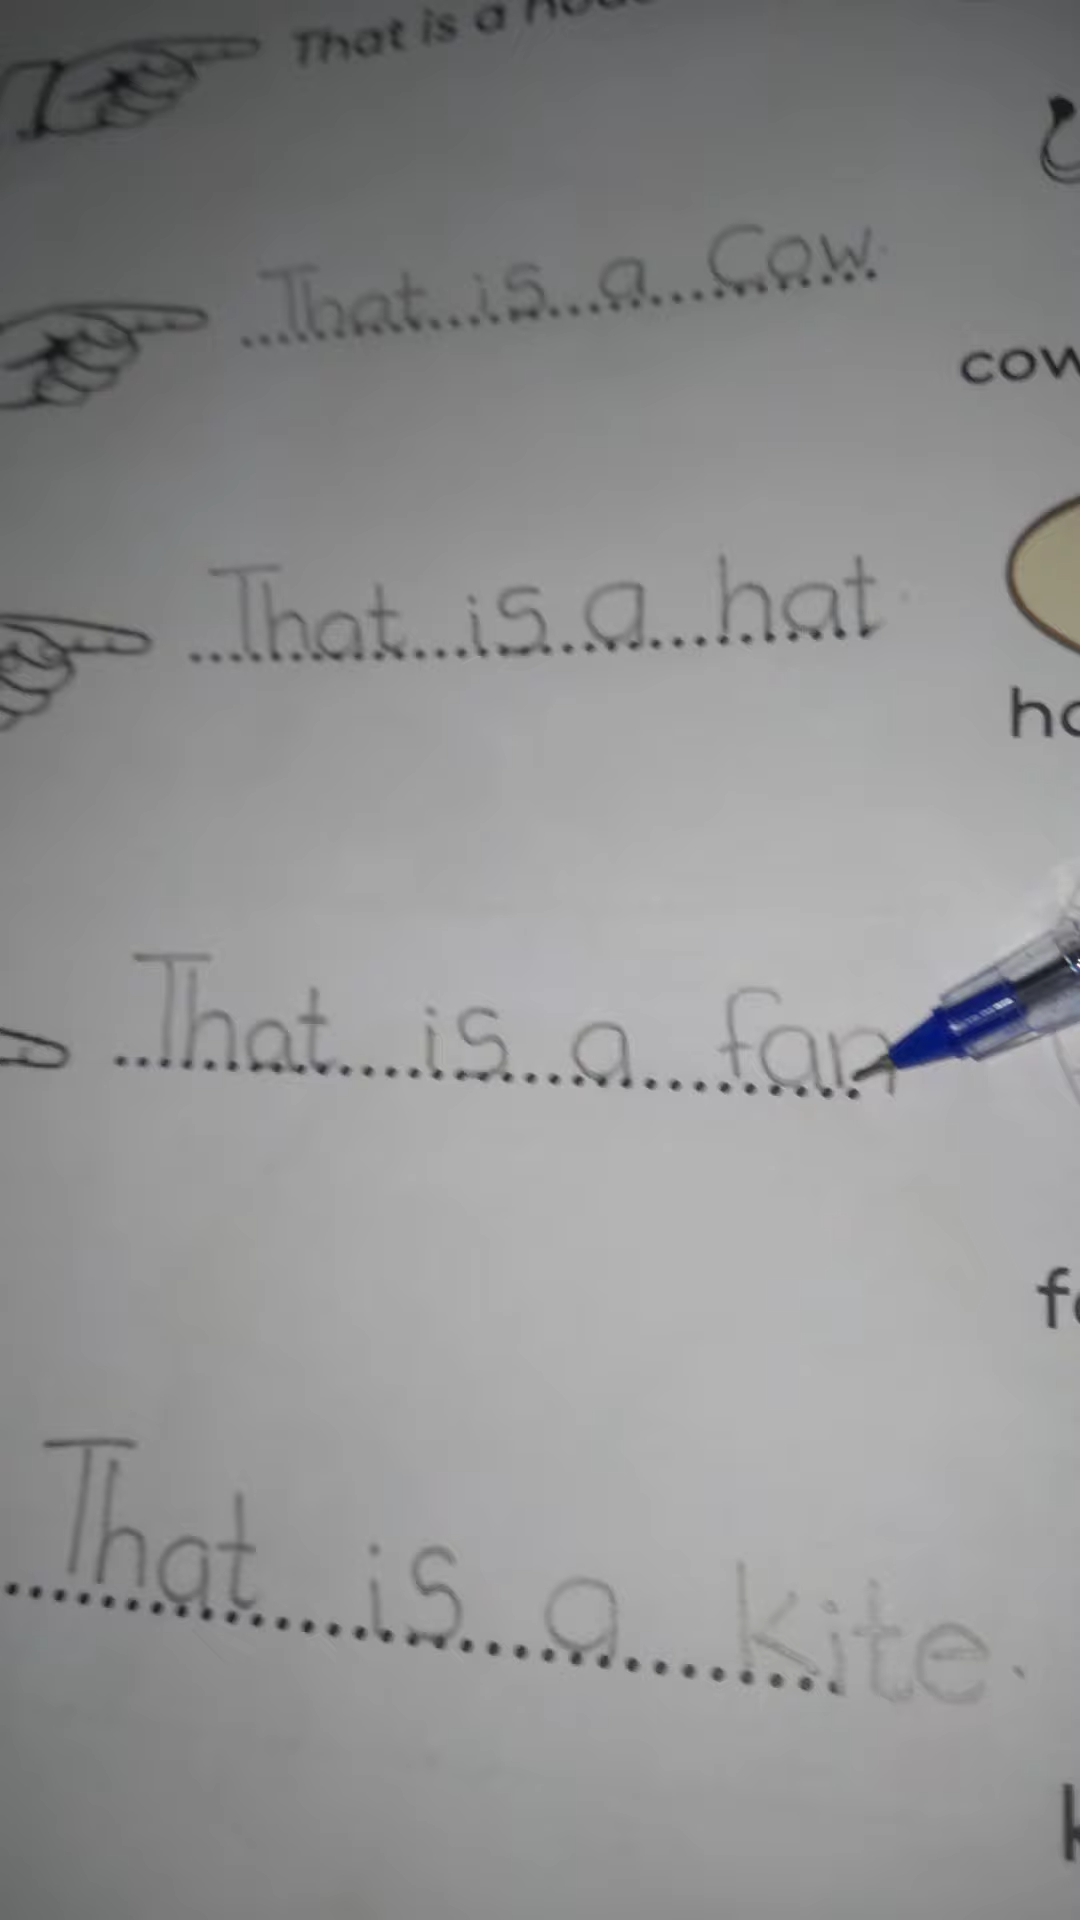 That is a
That is a Cow.
cow
That is a hat.
That is a fan
That is a kite.